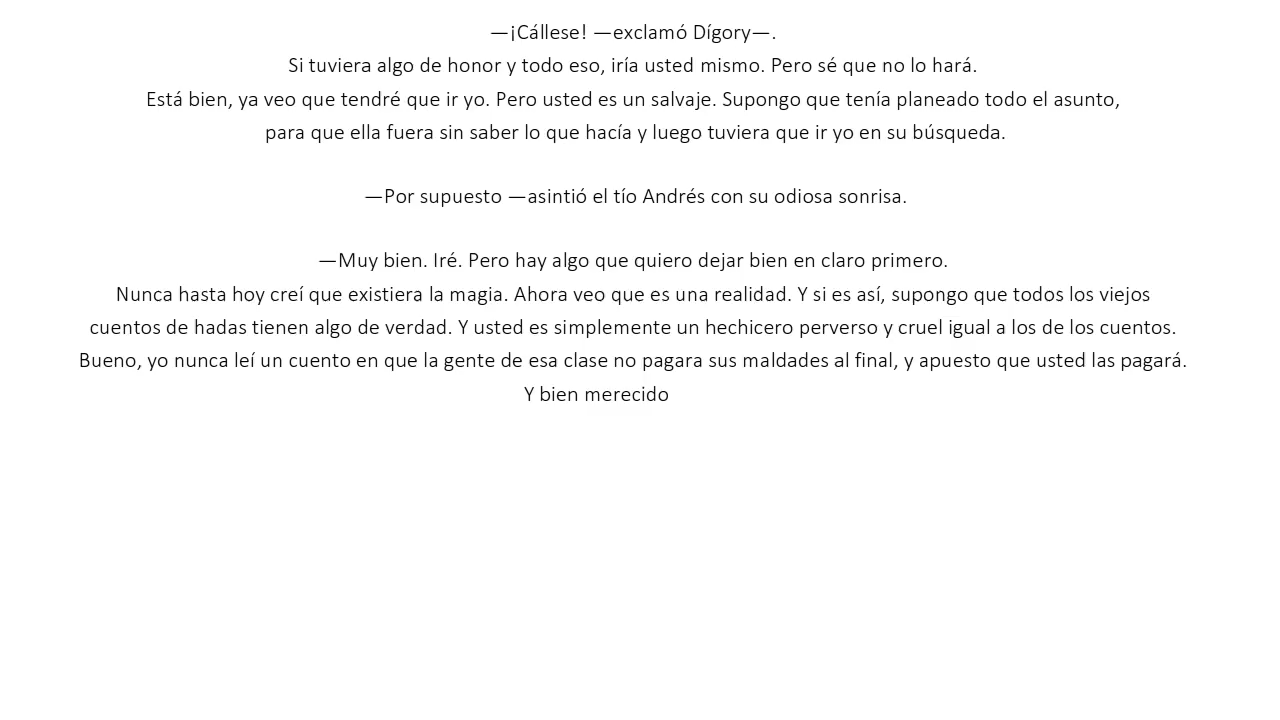 —¡Cállese! —exclamó Dígory—.
Si tuviera algo de honor y todo eso, iría usted mismo. Pero sé que no lo hará.
Está bien, ya veo que tendré que ir yo. Pero usted es un salvaje. Supongo que tenía planeado todo el asunto,
para que ella fuera sin saber lo que hacía y luego tuviera que ir yo en su búsqueda.
—Por supuesto —asintió el tío Andrés con su odiosa sonrisa.
—Muy bien. Iré. Pero hay algo que quiero dejar bien en claro primero.
Nunca hasta hoy creí que existiera la magia. Ahora veo que es una realidad. Y si es así, supongo que todos los viejos
cuentos de hadas tienen algo de verdad. Y usted es simplemente un hechicero perverso y cruel igual a los de los cuentos.
Bueno, yo nunca leí un cuento en que la gente de esa clase no pagara sus maldades al final, y apuesto que usted las pagará.
Y bien merecido